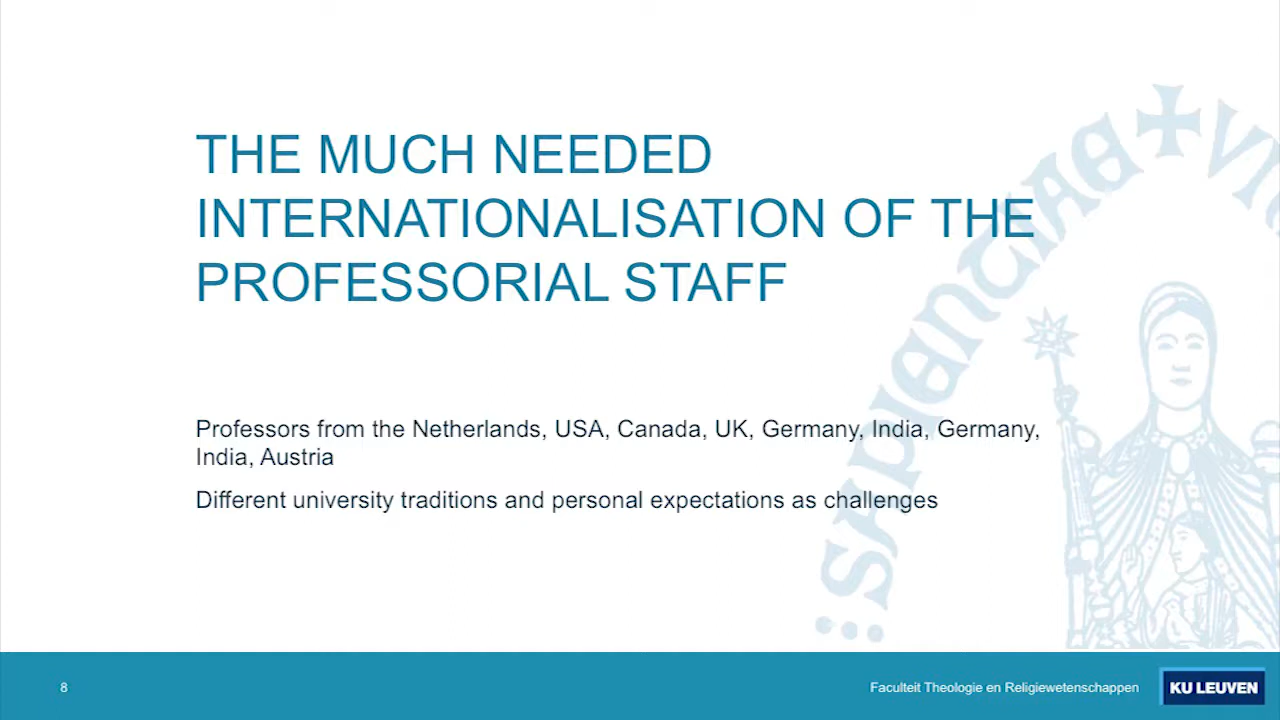 THE MUCH NEEDED
INTERNATIONALISATION OF THE
PROFESSORIAL STAFF
Professors from the Netherlands, USA, Canada, UK, Germany, India, Germany,
India, Austria
Different university traditions and personal expectations as challenges
SAPIENTIAE
8
Faculteit Theologie en Religiewetenschappen
KU LEUVEN